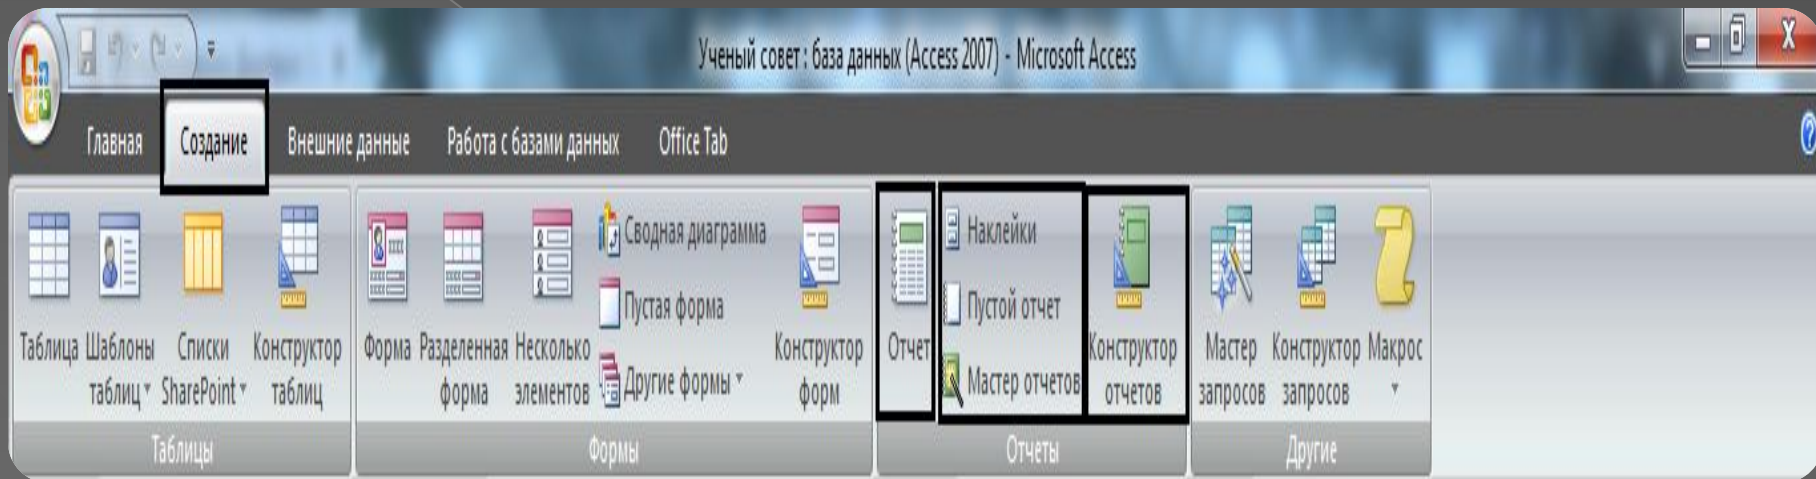 Ученый совет : база данных (Access 2007) - Microsoft Access
Главная Создание Внешние данные Работа с базами данных Office Tab
Таблица
Шаблоны
таблиц
Списки
SharePoint
Конструктор
таблиц
Таблицы
Форма
Разделенная
форма
Несколько
элементов
Сводная диаграмма
Пустая форма
Другие формы
Конструктор
форм
Формы
Отчет
Наклейки
Пустой отчет
Мастер отчетов
Конструктор
отчетов
Отчеты
Мастер
запросов
Конструктор
запросов
Макрос
Другие